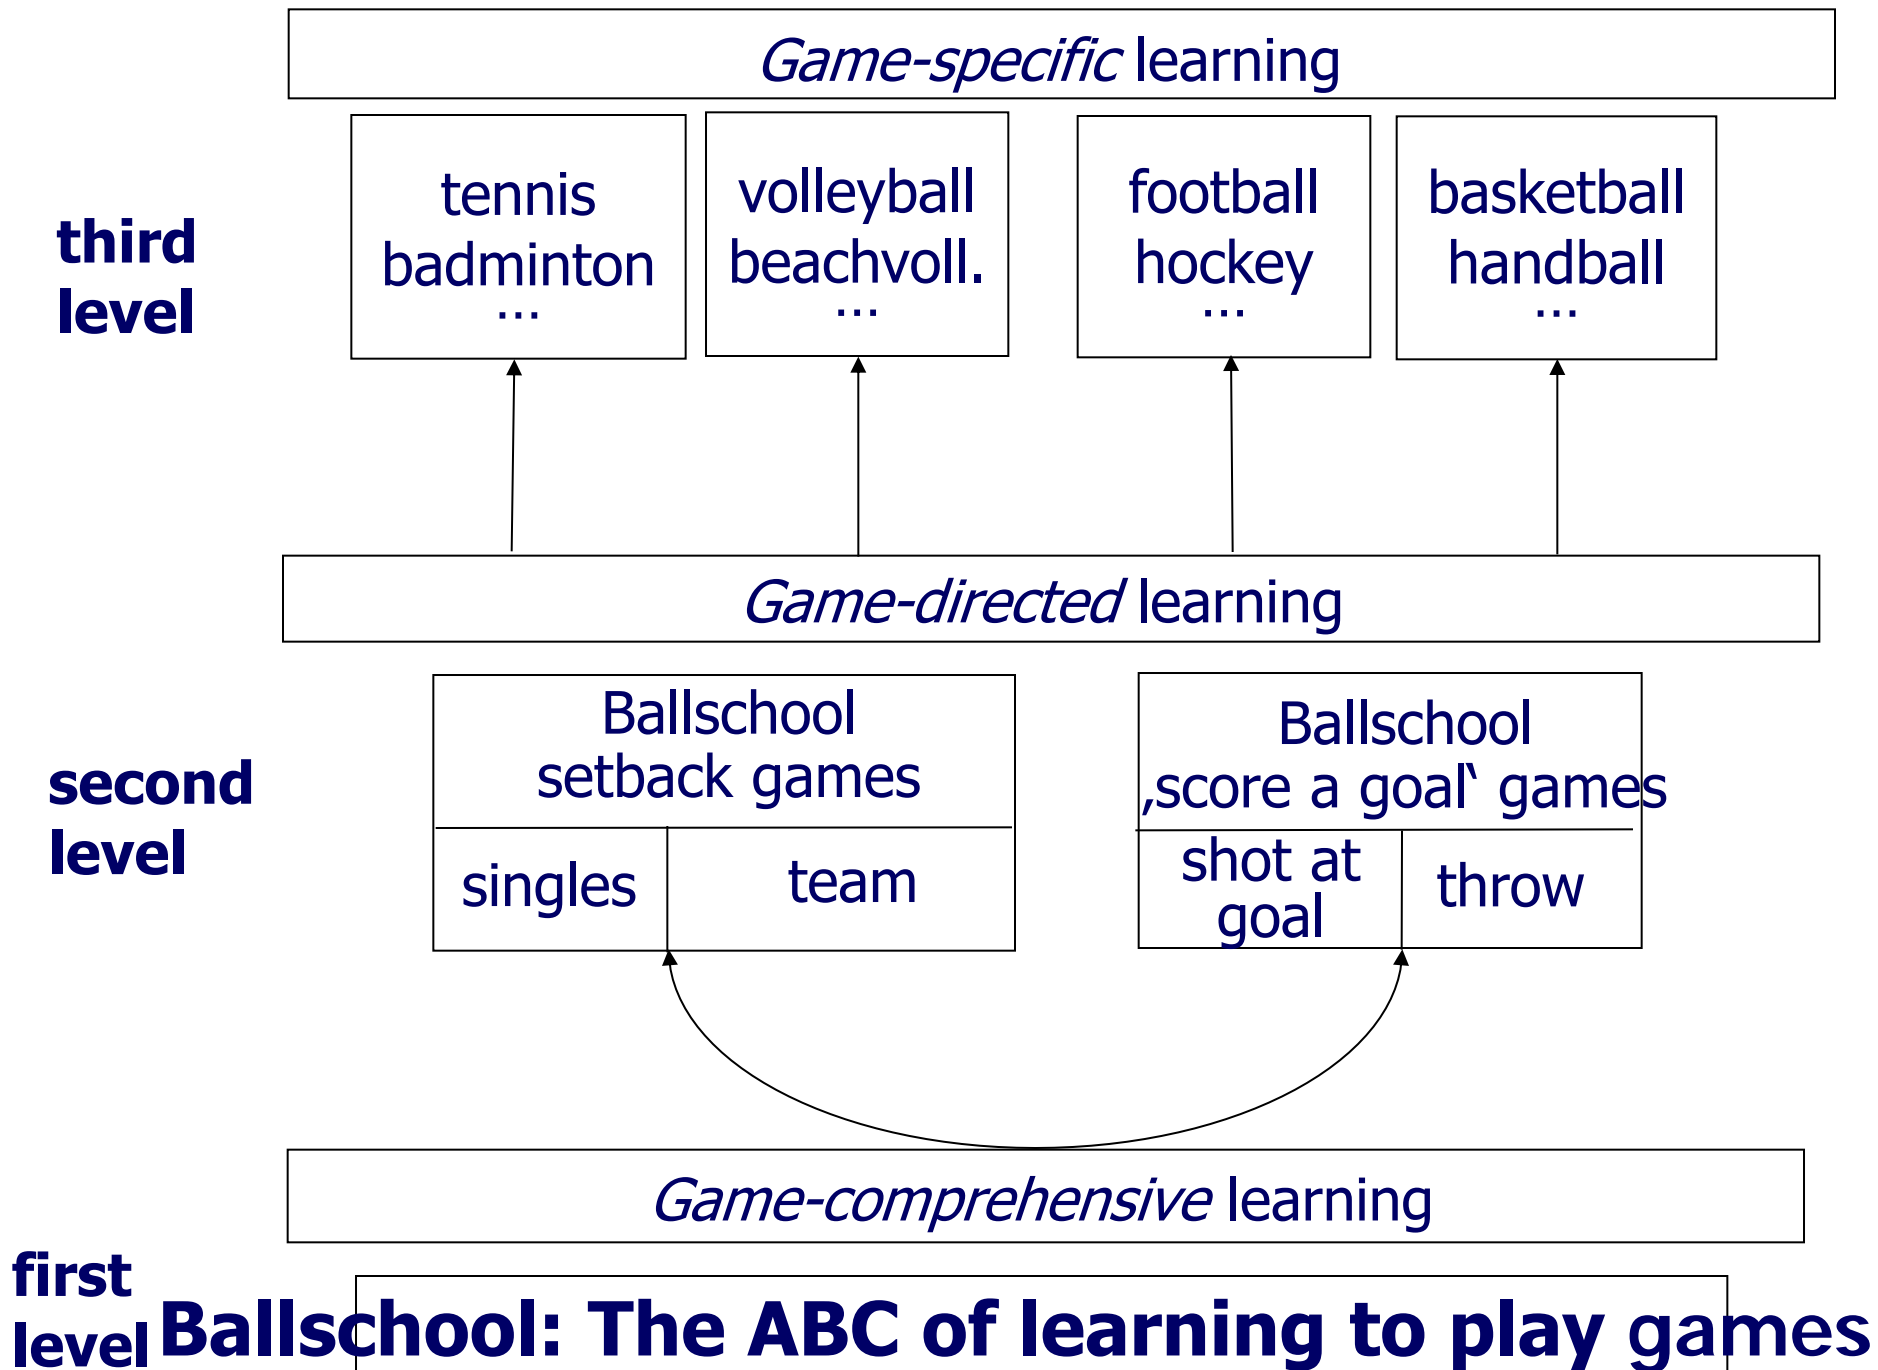 Game-specific learning
third
level
tennis
badminton
...
volleyball
beachvoll.
...
football
hockey
...
basketball
handball
...
Game-directed learning
second
level
Ballschool
setback games
singles
team
Ballschool
‚score a goal‘ games
shot at
goal
throw
Game-comprehensive learning
first
level
Ballschool: The ABC of learning to play games